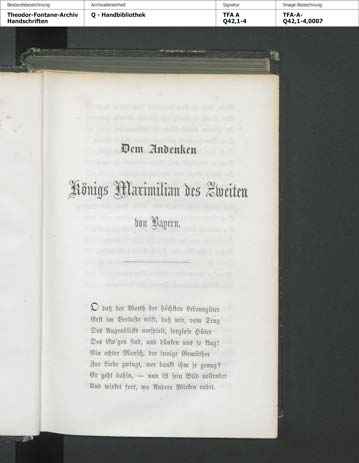 Bestandsbezeichnung Archivalieneinheit Signatur Image-Bezeichnung
Theodor-Fontane-Archiv Q - Handbibliothek TFA A TFA-A-
Handschriften Q42,1-4 Q42,1-4,0007
Dem Andenken
Königs Maximilian des Zweiten
von Bayern.
O daß der Werth der höchsten Lebensgüter
Erst im Verluste reift, daß wir, vom Trug
Des Augenblicks umspielt, sorglose Hüter
Des Ew'gen sind, und dünken uns so klug!
Ein echter Mensch, der innige Gemüther
Zur Liebe zwingt, wer dankt ihm je genug?
Er geht dahin, — nun ist sein Bild vollendet
Und wirket fort, wo Andrer Wirken endet.